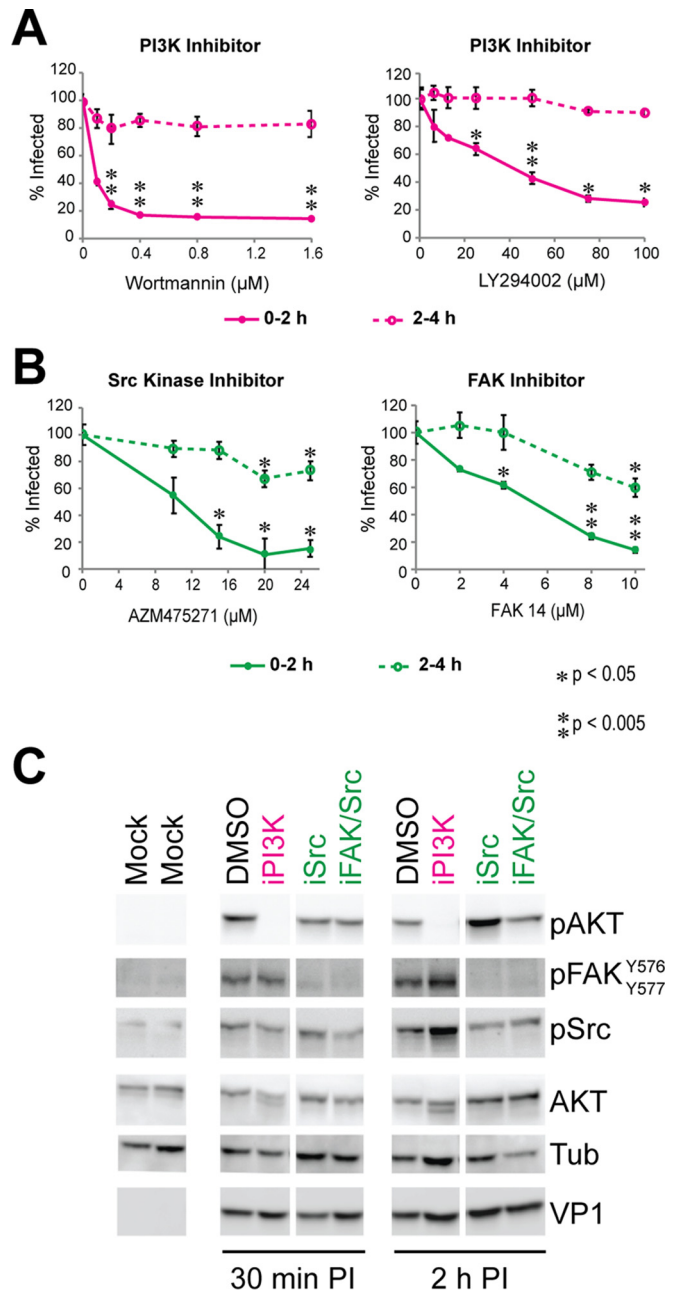 A
PI3K Inhibitor
PI3K Inhibitor
% Infected
120
100
80
60
40
20
0
0 0.4 0.8 1.2 1.6
Wortmannin (µM)
% Infected
120
100
80
60
40
20
0
0 20 40 60 80 100
LY294002 (µM)
0-2 h 2-4 h
B
Src Kinase Inhibitor
FAK Inhibitor
% Infected
120
100
80
60
40
20
0
0 4 8 12 16 20 24
AZM475271 (µM)
% Infected
120
100
80
60
40
20
0
0 2 4 6 8 10
FAK 14 (µM)
0-2 h 2-4 h
* p < 0.05
** p < 0.005
C
Mock Mock DMSO iPI3K iSrc iFAK/Src DMSO iPI3K iSrc iFAK/Src
pAKT
pFAK Y576
Y577
pSrc
AKT
Tub
VP1
30 min PI 2 h PI